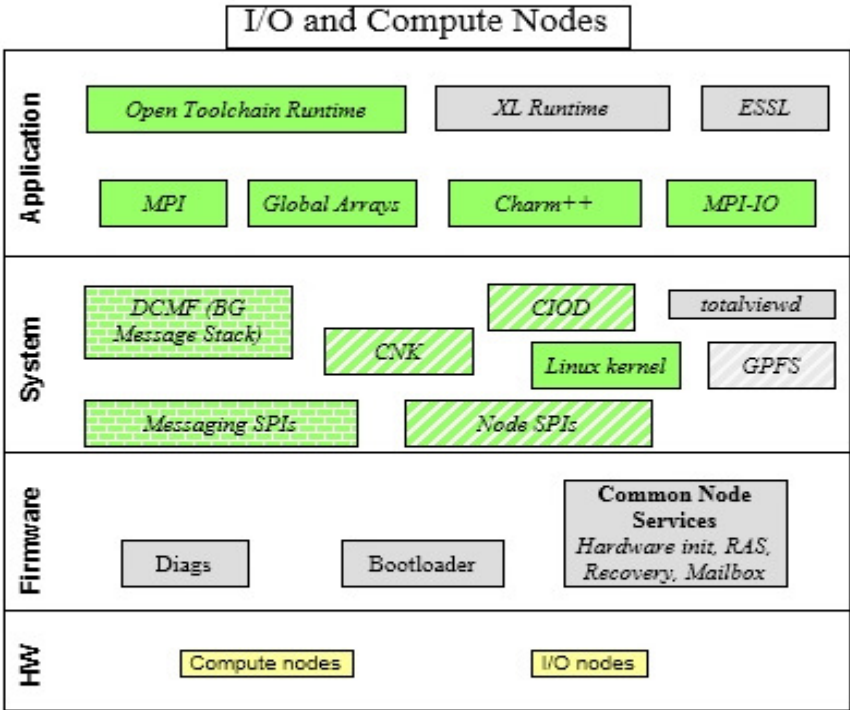 I/O and Compute Nodes
Application
Open Toolchain Runtime
XL Runtime
ESSL
MPI
Global Arrays
Charm++
MPI-IO
System
DCMF (BG
Message Stack)
CIOD
totalviewd
CNK
Linux kernel
GPFS
Messaging SPIs
Node SPIs
Firmware
Common Node
Services
Hardware init, RAS,
Recovery, Mailbox
Diags
Bootloader
HW
Compute nodes
I/O nodes